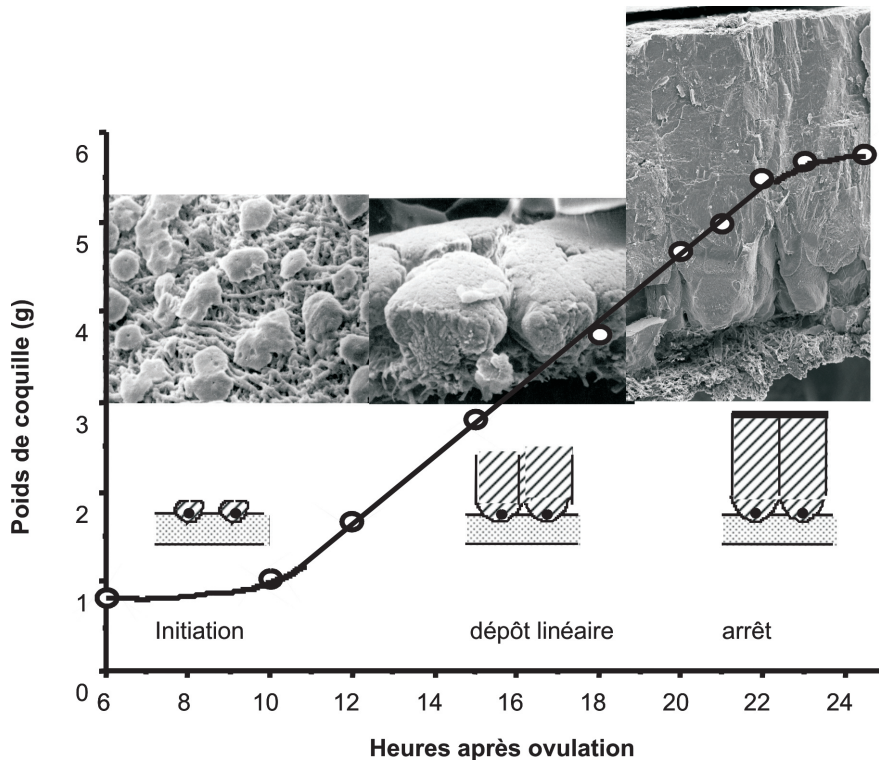 Poids de coquille (g)
6
5
4
3
2
1
0
Initiation
dépôt linéaire
arrêt
6 8 10 12 14 16 18 20 22 24
Heures après ovulation